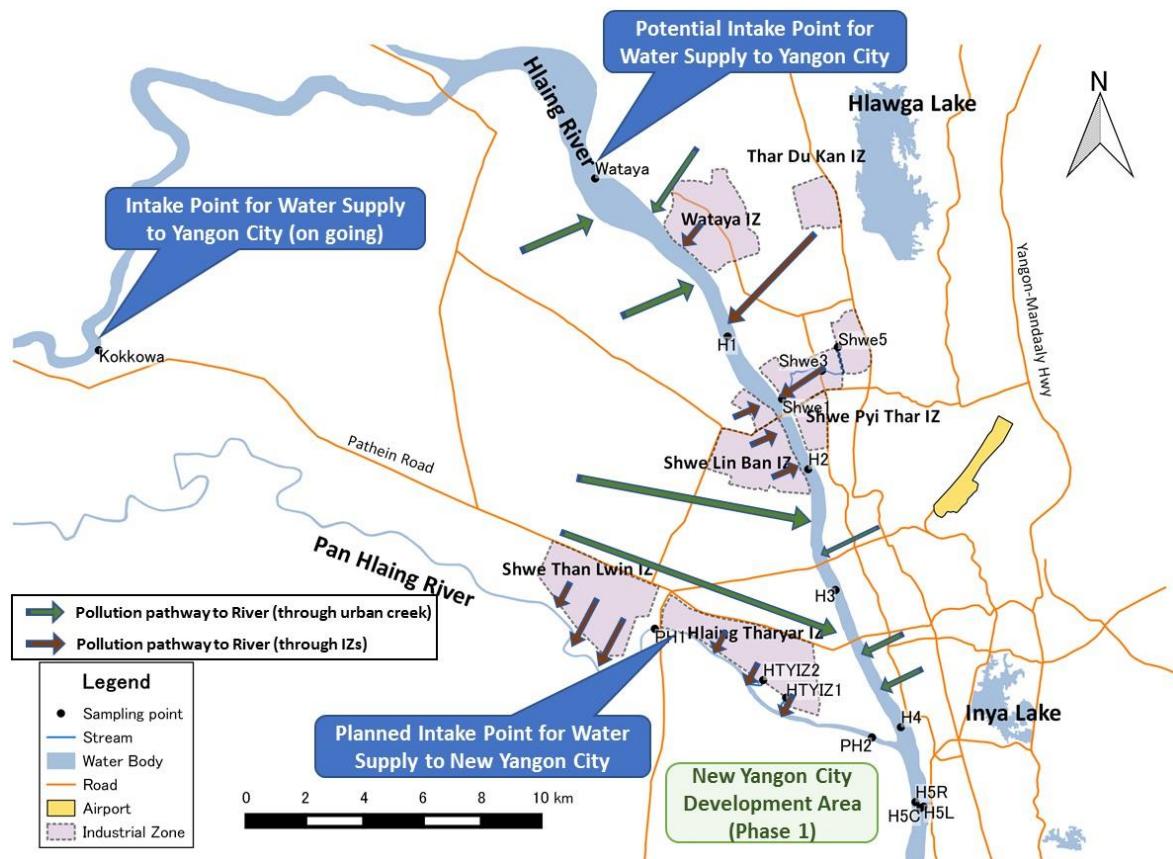 Potential Intake Point for
Water Supply to Yangon City
Hlaing River
Hlawga Lake
N
Wataya
Thar Du Kan IZ
Intake Point for Water Supply
to Yangon City (on going)
Wataya IZ
Yangon-Mandaaly Hwy
Kokkowa
H1
Shwe5
Shwe3
Shwe1
Shwe Pyi Thar IZ
Pathein Road
Shwe Lin Ban IZ
H2
Pan Hlaing River
Shwe Than Lwin IZ
H3
Pollution pathway to River (through urban creek)
Pollution pathway to River (through IZs)
PH1
Hlaing Tharyar IZ
HTYIZ2
HTYIZ1
Legend
Sampling point
Stream
Water Body
Road
Airport
Industrial Zone
Planned Intake Point for Water
Supply to New Yangon City
H4
Inya Lake
PH2
New Yangon City
Development Area
(Phase 1)
H5R
H5C
H5L
0 2 4 6 8 10 km